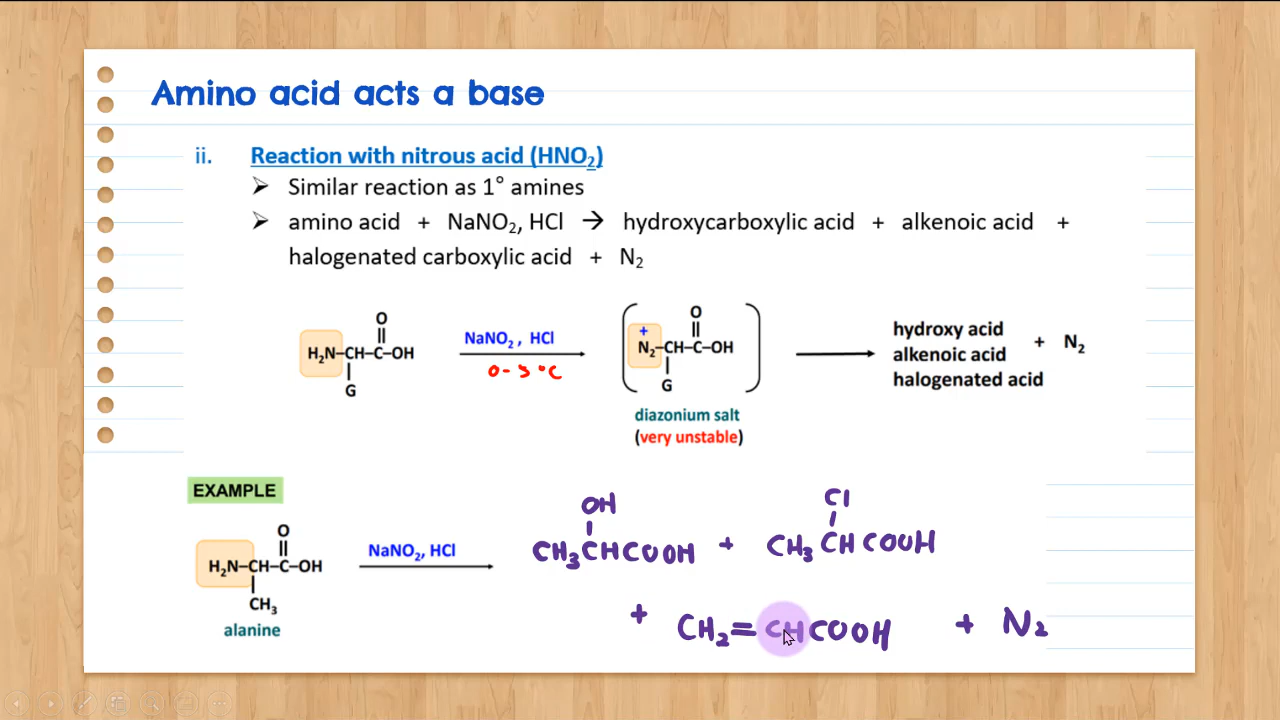 Amino acid acts a base
ii. Reaction with nitrous acid (HNO₂)
➢ Similar reaction as 1° amines
➢ amino acid + NaNO₂, HCl → hydroxycarboxylic acid + alkenoic acid +
halogenated carboxylic acid + N₂
O
H₂N–CH–C–OH
G
NaNO₂ , HCl
0-5 °C
O
+
N₂–CH–C–OH
G
diazonium salt
(very unstable)
hydroxy acid
alkenoic acid
halogenated acid
+ N₂
EXAMPLE
O
H₂N–CH–C–OH
CH₃
alanine
NaNO₂, HCl
OH
CH₃CHCOOH
+
Cl
CH₃CHCOOH
+ CH₂=CHCOOH + N₂